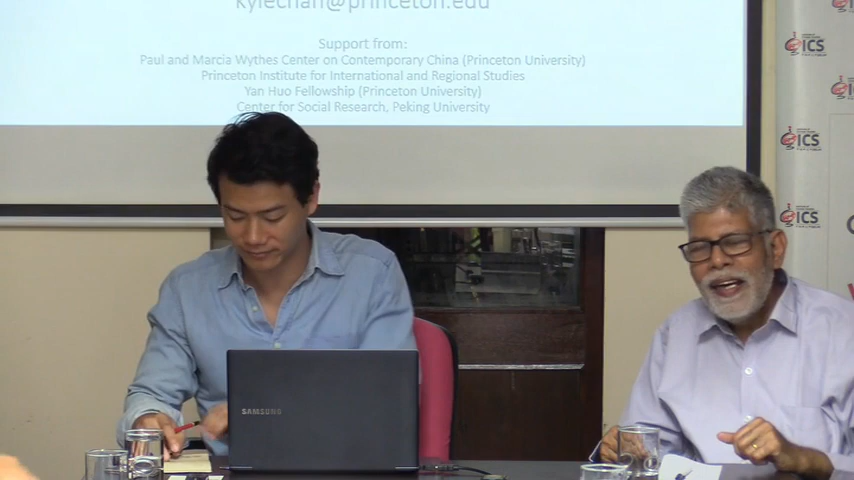 kylechan@princeton.edu
Support from:
Paul and Marcia Wythes Center on Contemporary China (Princeton University)
Princeton Institute for International and Regional Studies
Yan Huo Fellowship (Princeton University)
Center for Social Research, Peking University
ICS
ICS
ICS
SAMSUNG